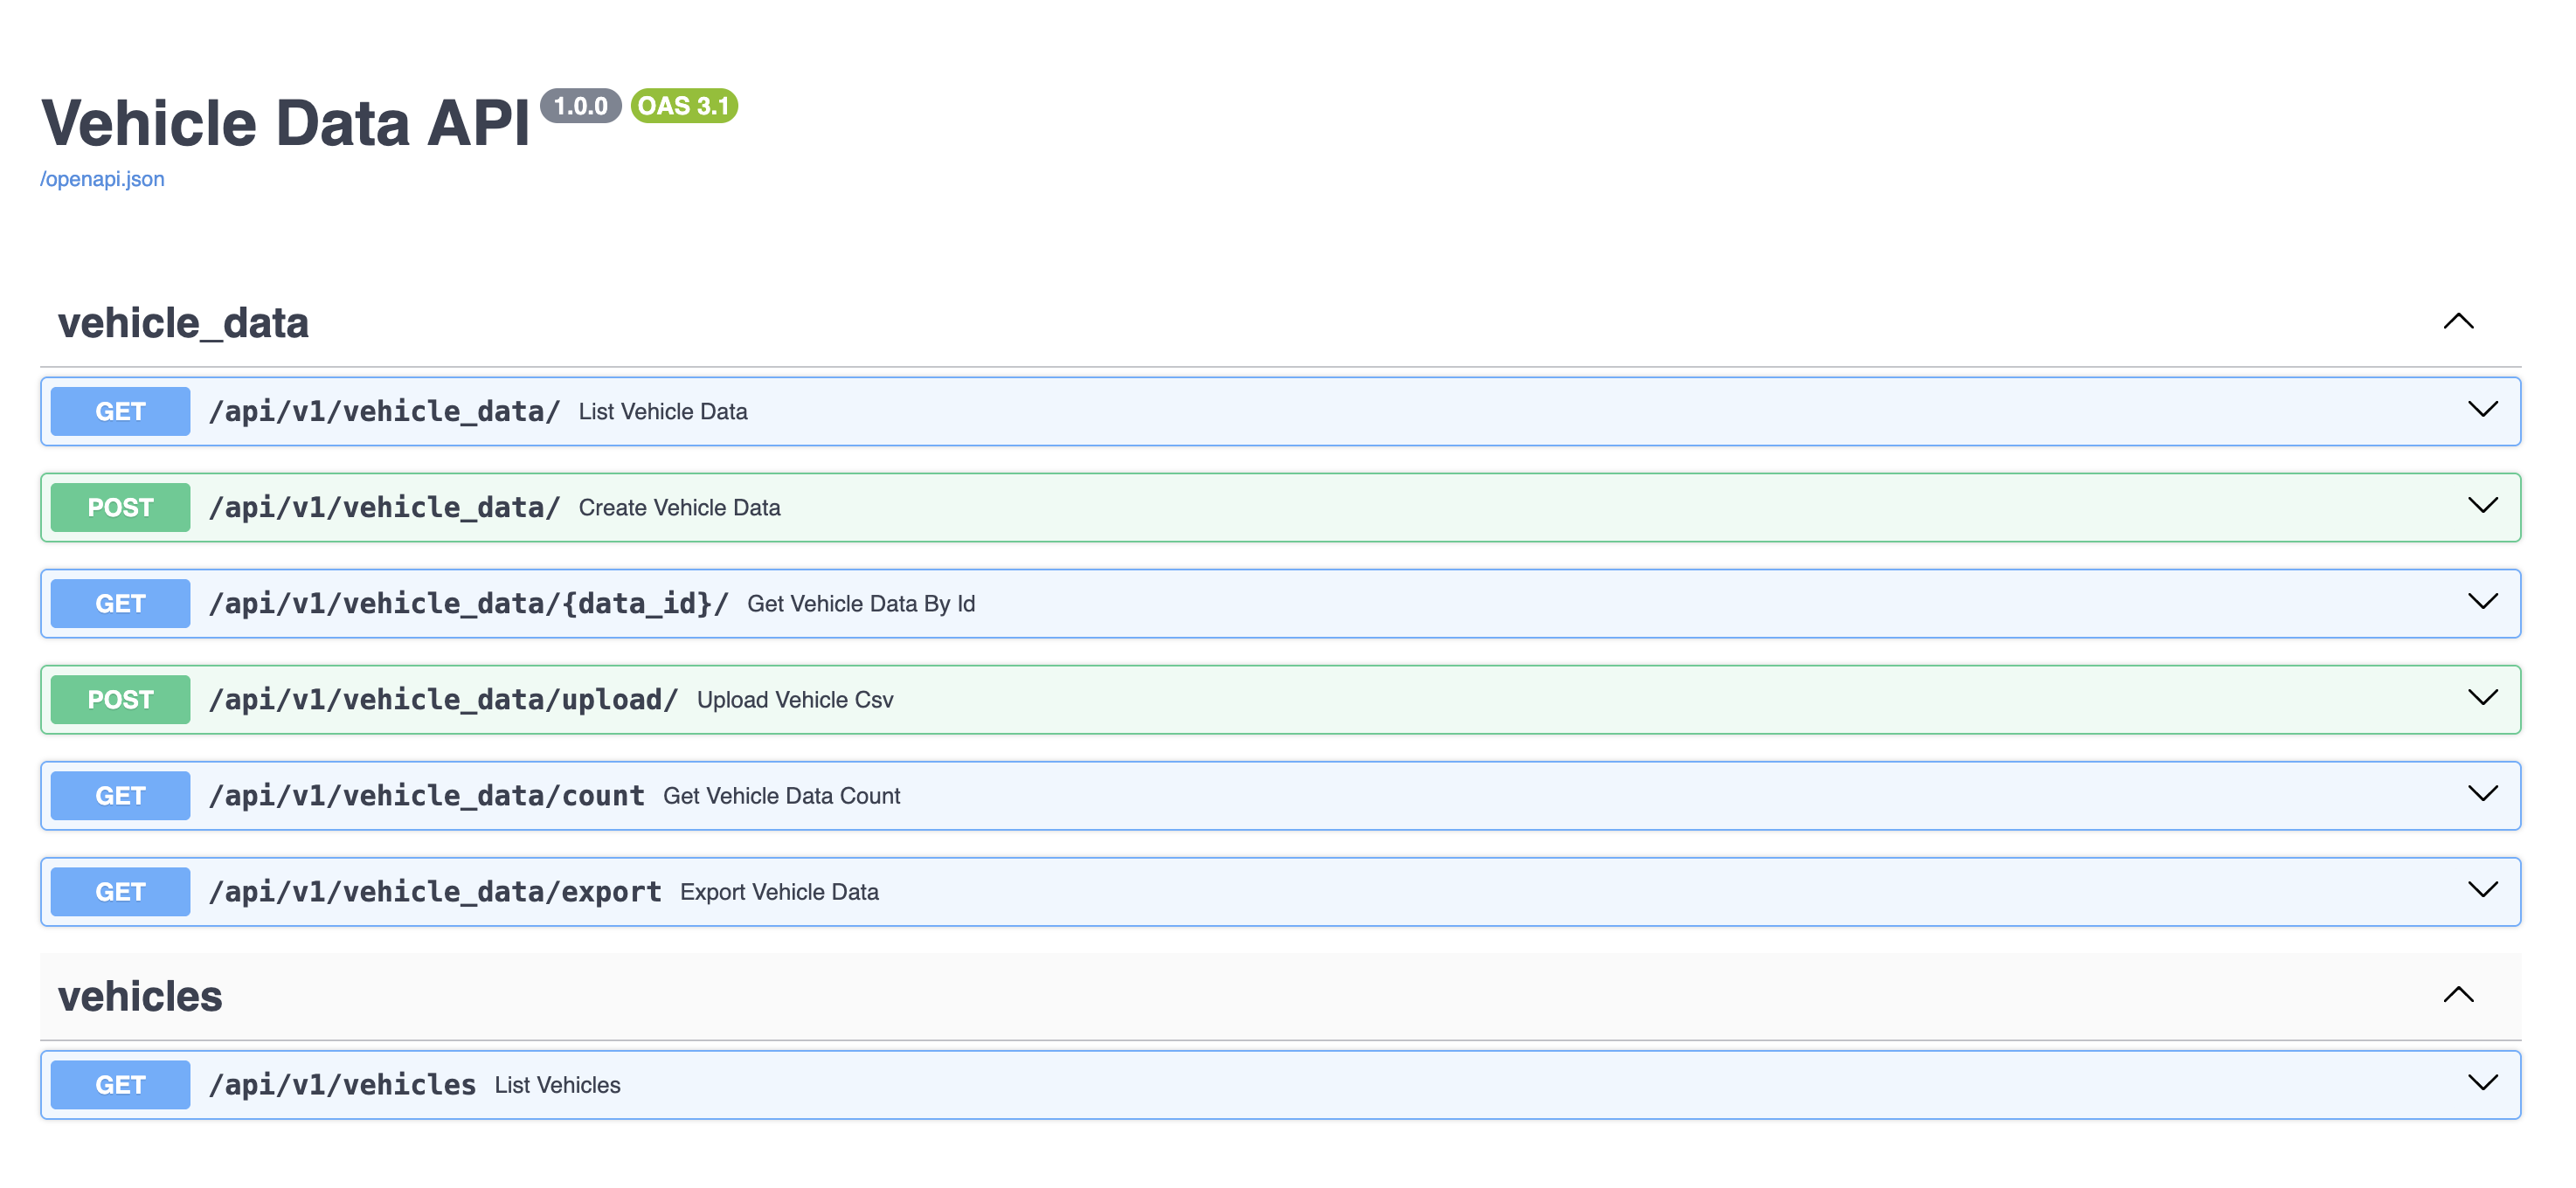 Vehicle Data API 1.0.0 OAS 3.1
/openapi.json
vehicle_data
GET /api/v1/vehicle_data/ List Vehicle Data
POST /api/v1/vehicle_data/ Create Vehicle Data
GET /api/v1/vehicle_data/{data_id}/ Get Vehicle Data By Id
POST /api/v1/vehicle_data/upload/ Upload Vehicle Csv
GET /api/v1/vehicle_data/count Get Vehicle Data Count
GET /api/v1/vehicle_data/export Export Vehicle Data
vehicles
GET /api/v1/vehicles List Vehicles